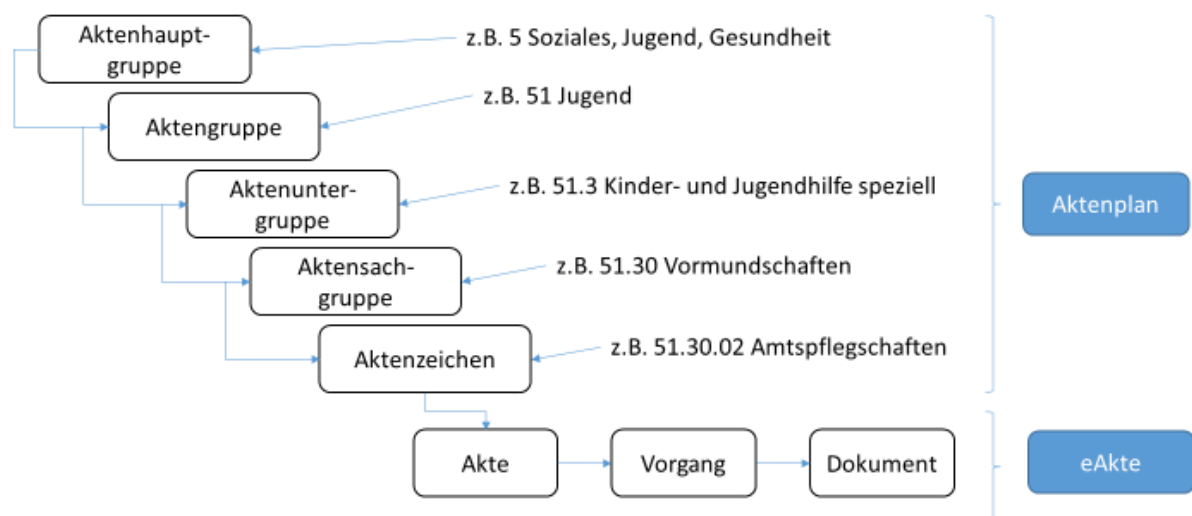 Aktenhaupt-
gruppe
z.B. 5 Soziales, Jugend, Gesundheit
Aktengruppe
z.B. 51 Jugend
Aktenunter-
gruppe
z.B. 51.3 Kinder- und Jugendhilfe speziell
Aktenplan
Aktensach-
gruppe
z.B. 51.30 Vormundschaften
Aktenzeichen
z.B. 51.30.02 Amtspflegschaften
Akte
Vorgang
Dokument
eAkte